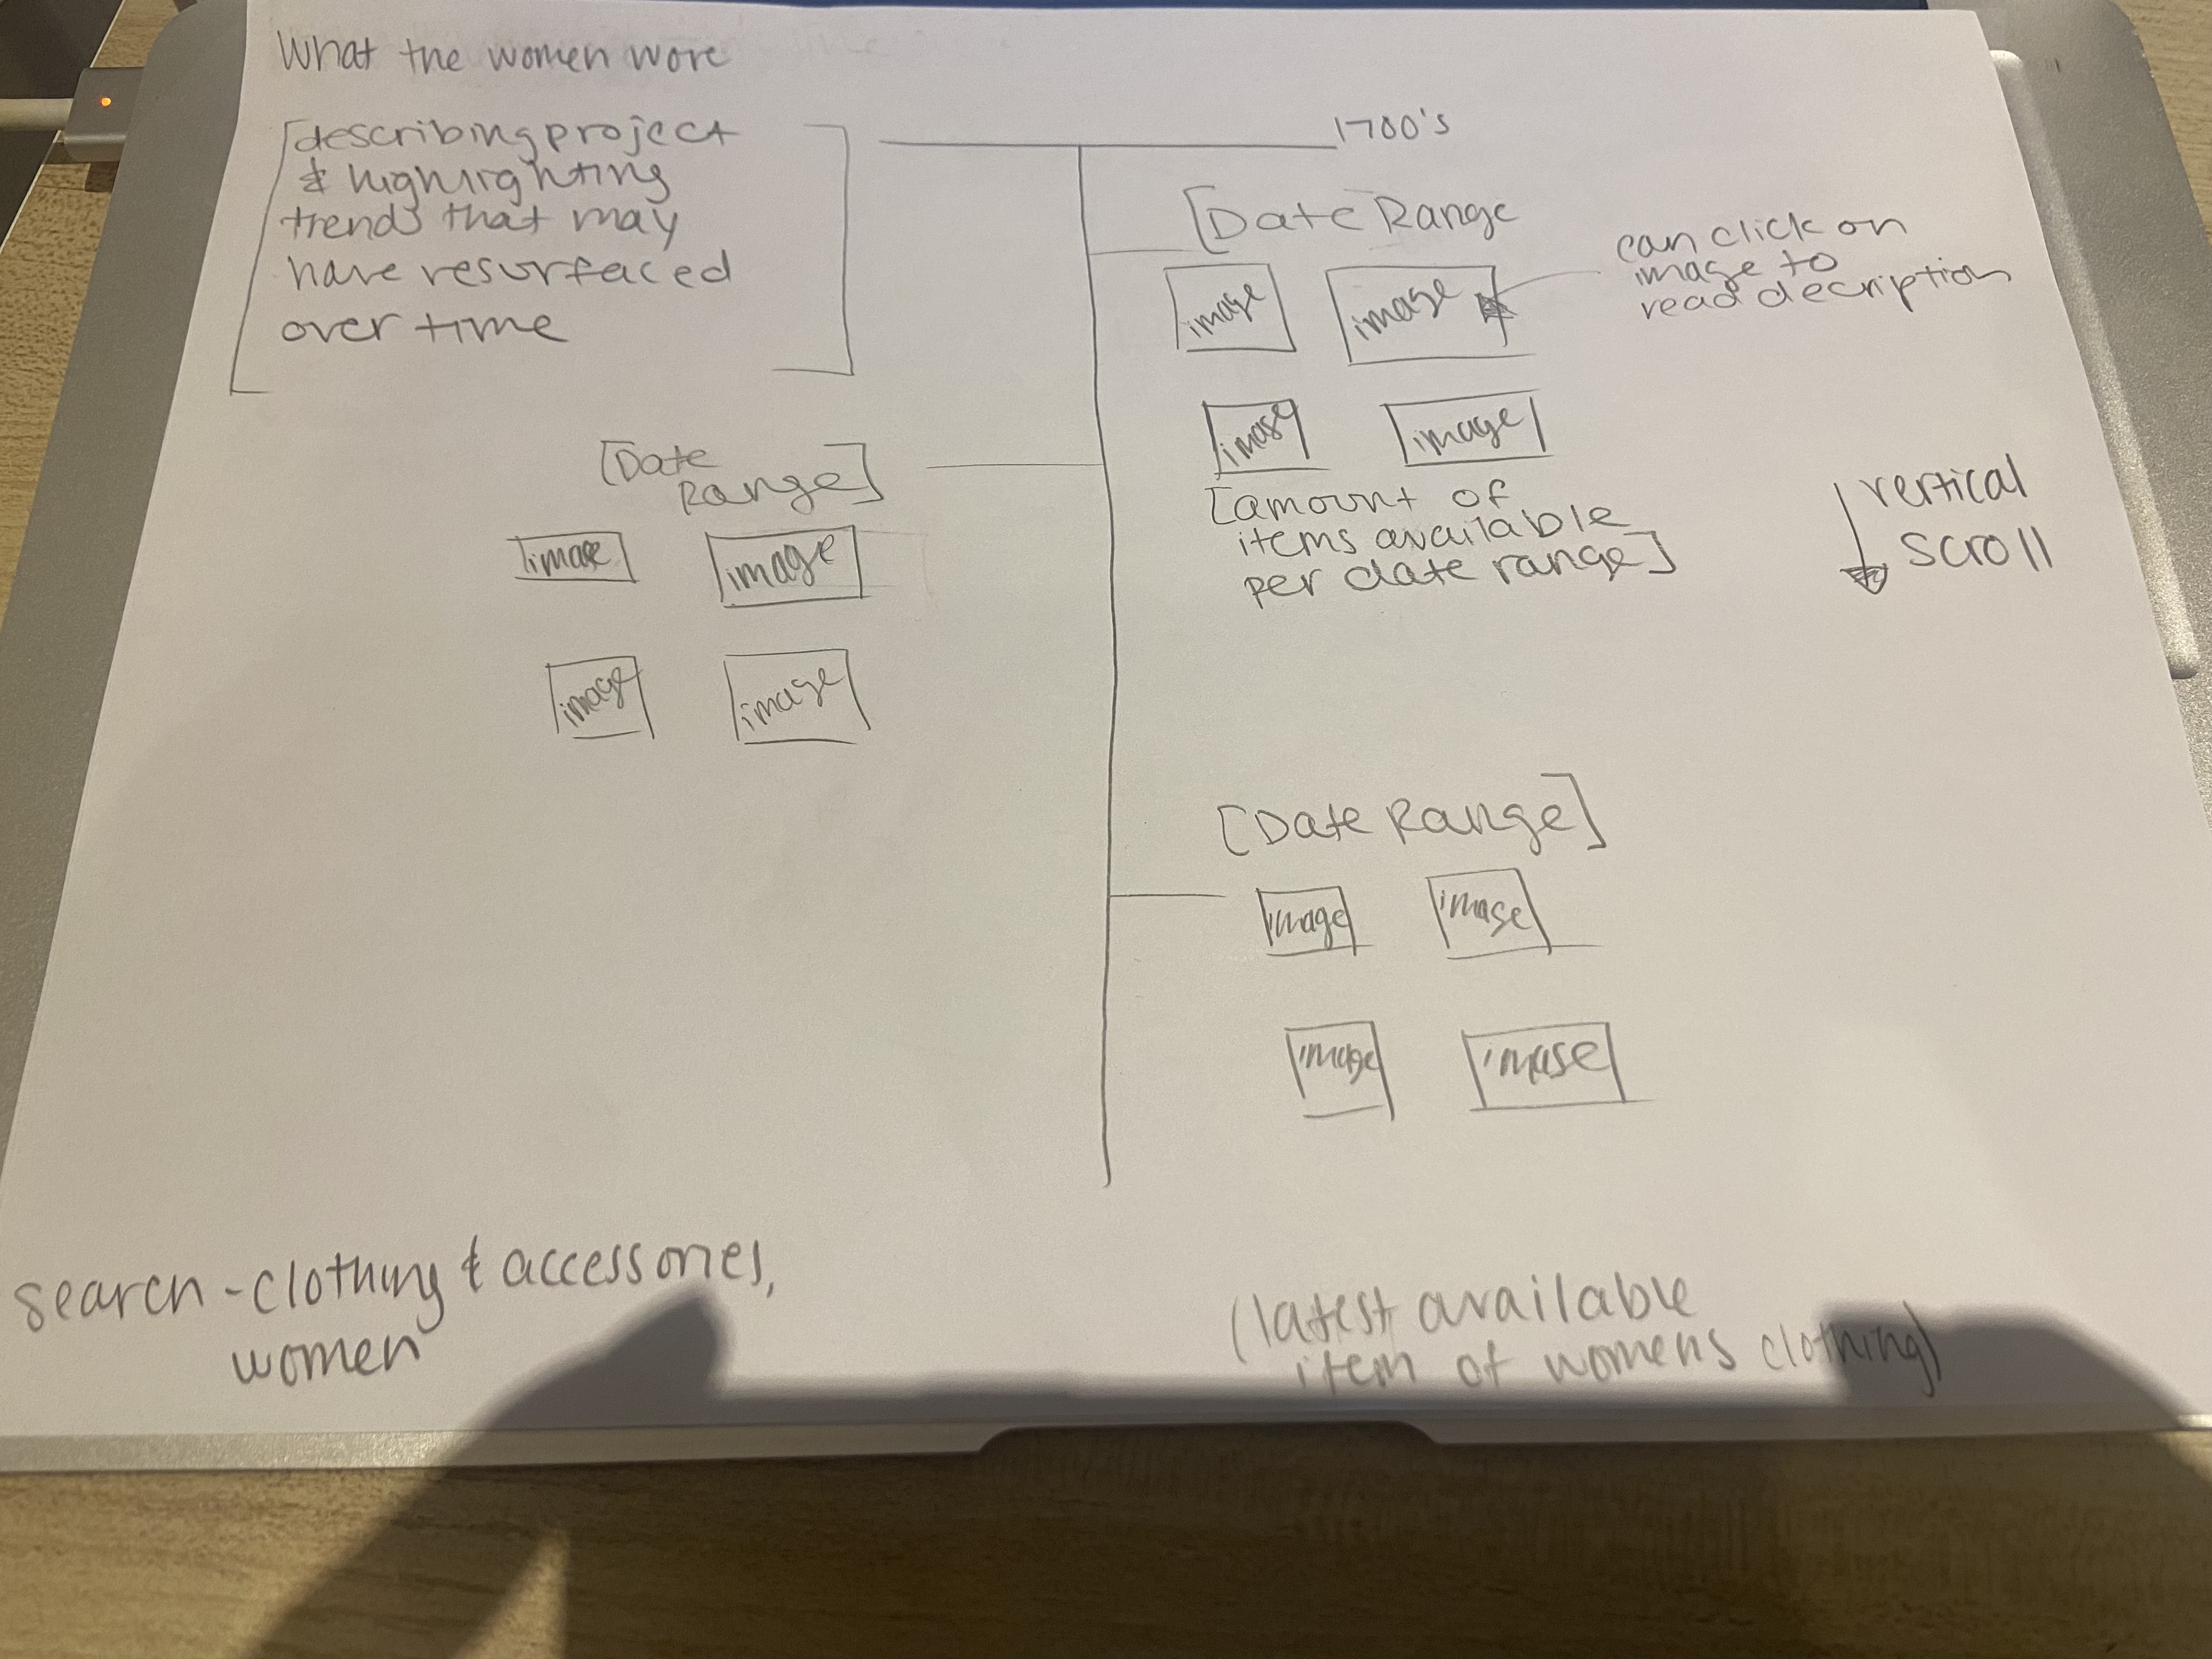 What the women wore
[describing project
& highlighting
trends that may
have resurfaced
over time
]
1700's
[Date Range
image
image
can click on
image to
read decription
image
image
[amount of
items available
per date range]
vertical
scroll
[Date
Range]
image
image
image
image
[Date Range]
image
image
image
image
search - clothing & accessories,
women
(latest available
item of womens clothing)